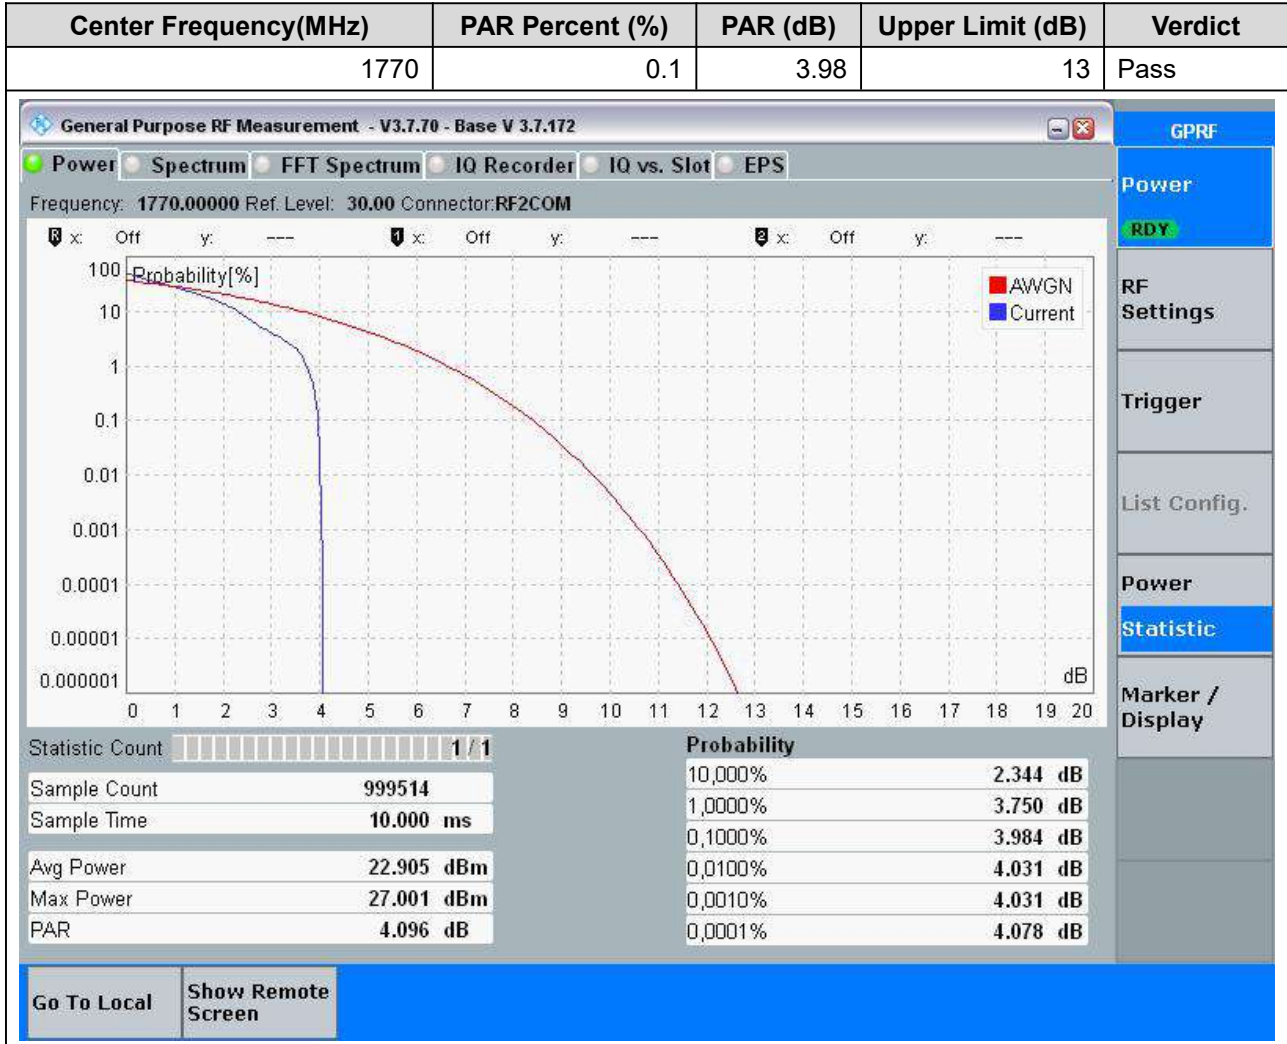 Center Frequency(MHz) PAR Percent (%) PAR (dB) Upper Limit (dB) Verdict
1770 0.1 3.98 13 Pass
General Purpose RF Measurement - V3.7.70 - Base V 3.7.172
GPRF
Power Spectrum FFT Spectrum IQ Recorder IQ vs. Slot EPS
Frequency: 1770.00000 Ref. Level: 30.00 Connector:RF2COM
R x: Off y: --- 1 x: Off y: --- 2 x: Off y: ---
Probability[%]
AWGN
Current
100
10
1
0.1
0.01
0.001
0.0001
0.00001
0.000001
dB
0 1 2 3 4 5 6 7 8 9 10 11 12 13 14 15 16 17 18 19 20
Statistic Count 1 / 1
Sample Count 999514
Sample Time 10.000 ms
Avg Power 22.905 dBm
Max Power 27.001 dBm
PAR 4.096 dB
Probability
10,000% 2.344 dB
1,0000% 3.750 dB
0,1000% 3.984 dB
0,0100% 4.031 dB
0,0010% 4.031 dB
0,0001% 4.078 dB
Power
RDY
RF
Settings
Trigger
List Config.
Power
Statistic
Marker /
Display
Go To Local
Show Remote
Screen